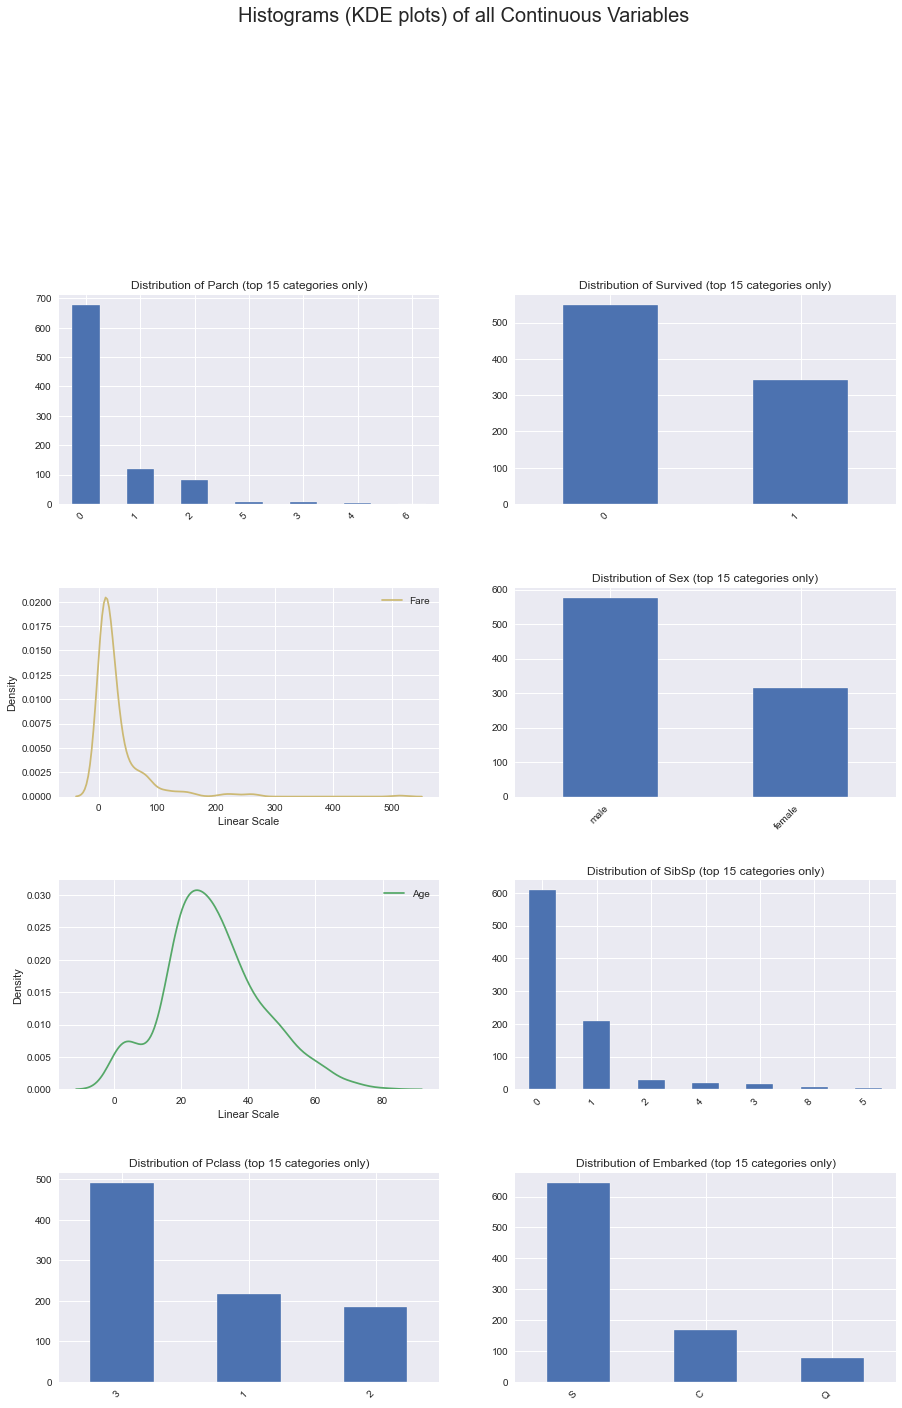 Histograms (KDE plots) of all Continuous Variables
Distribution of Parch (top 15 categories only)
700
600
500
400
300
200
100
0
0 1 2 5 3 4 6
Distribution of Survived (top 15 categories only)
500
400
300
200
100
0
0 1
Fare
0.0200
0.0175
0.0150
0.0125
0.0100
0.0075
0.0050
0.0025
0.0000
Density
0 100 200 300 400 500
Linear Scale
Distribution of Sex (top 15 categories only)
600
500
400
300
200
100
0
male female
Age
0.030
0.025
0.020
0.015
0.010
0.005
0.000
Density
0 20 40 60 80
Linear Scale
Distribution of SibSp (top 15 categories only)
600
500
400
300
200
100
0
0 1 2 4 3 8 5
Distribution of Pclass (top 15 categories only)
500
400
300
200
100
0
3 1 2
Distribution of Embarked (top 15 categories only)
600
500
400
300
200
100
0
S C Q